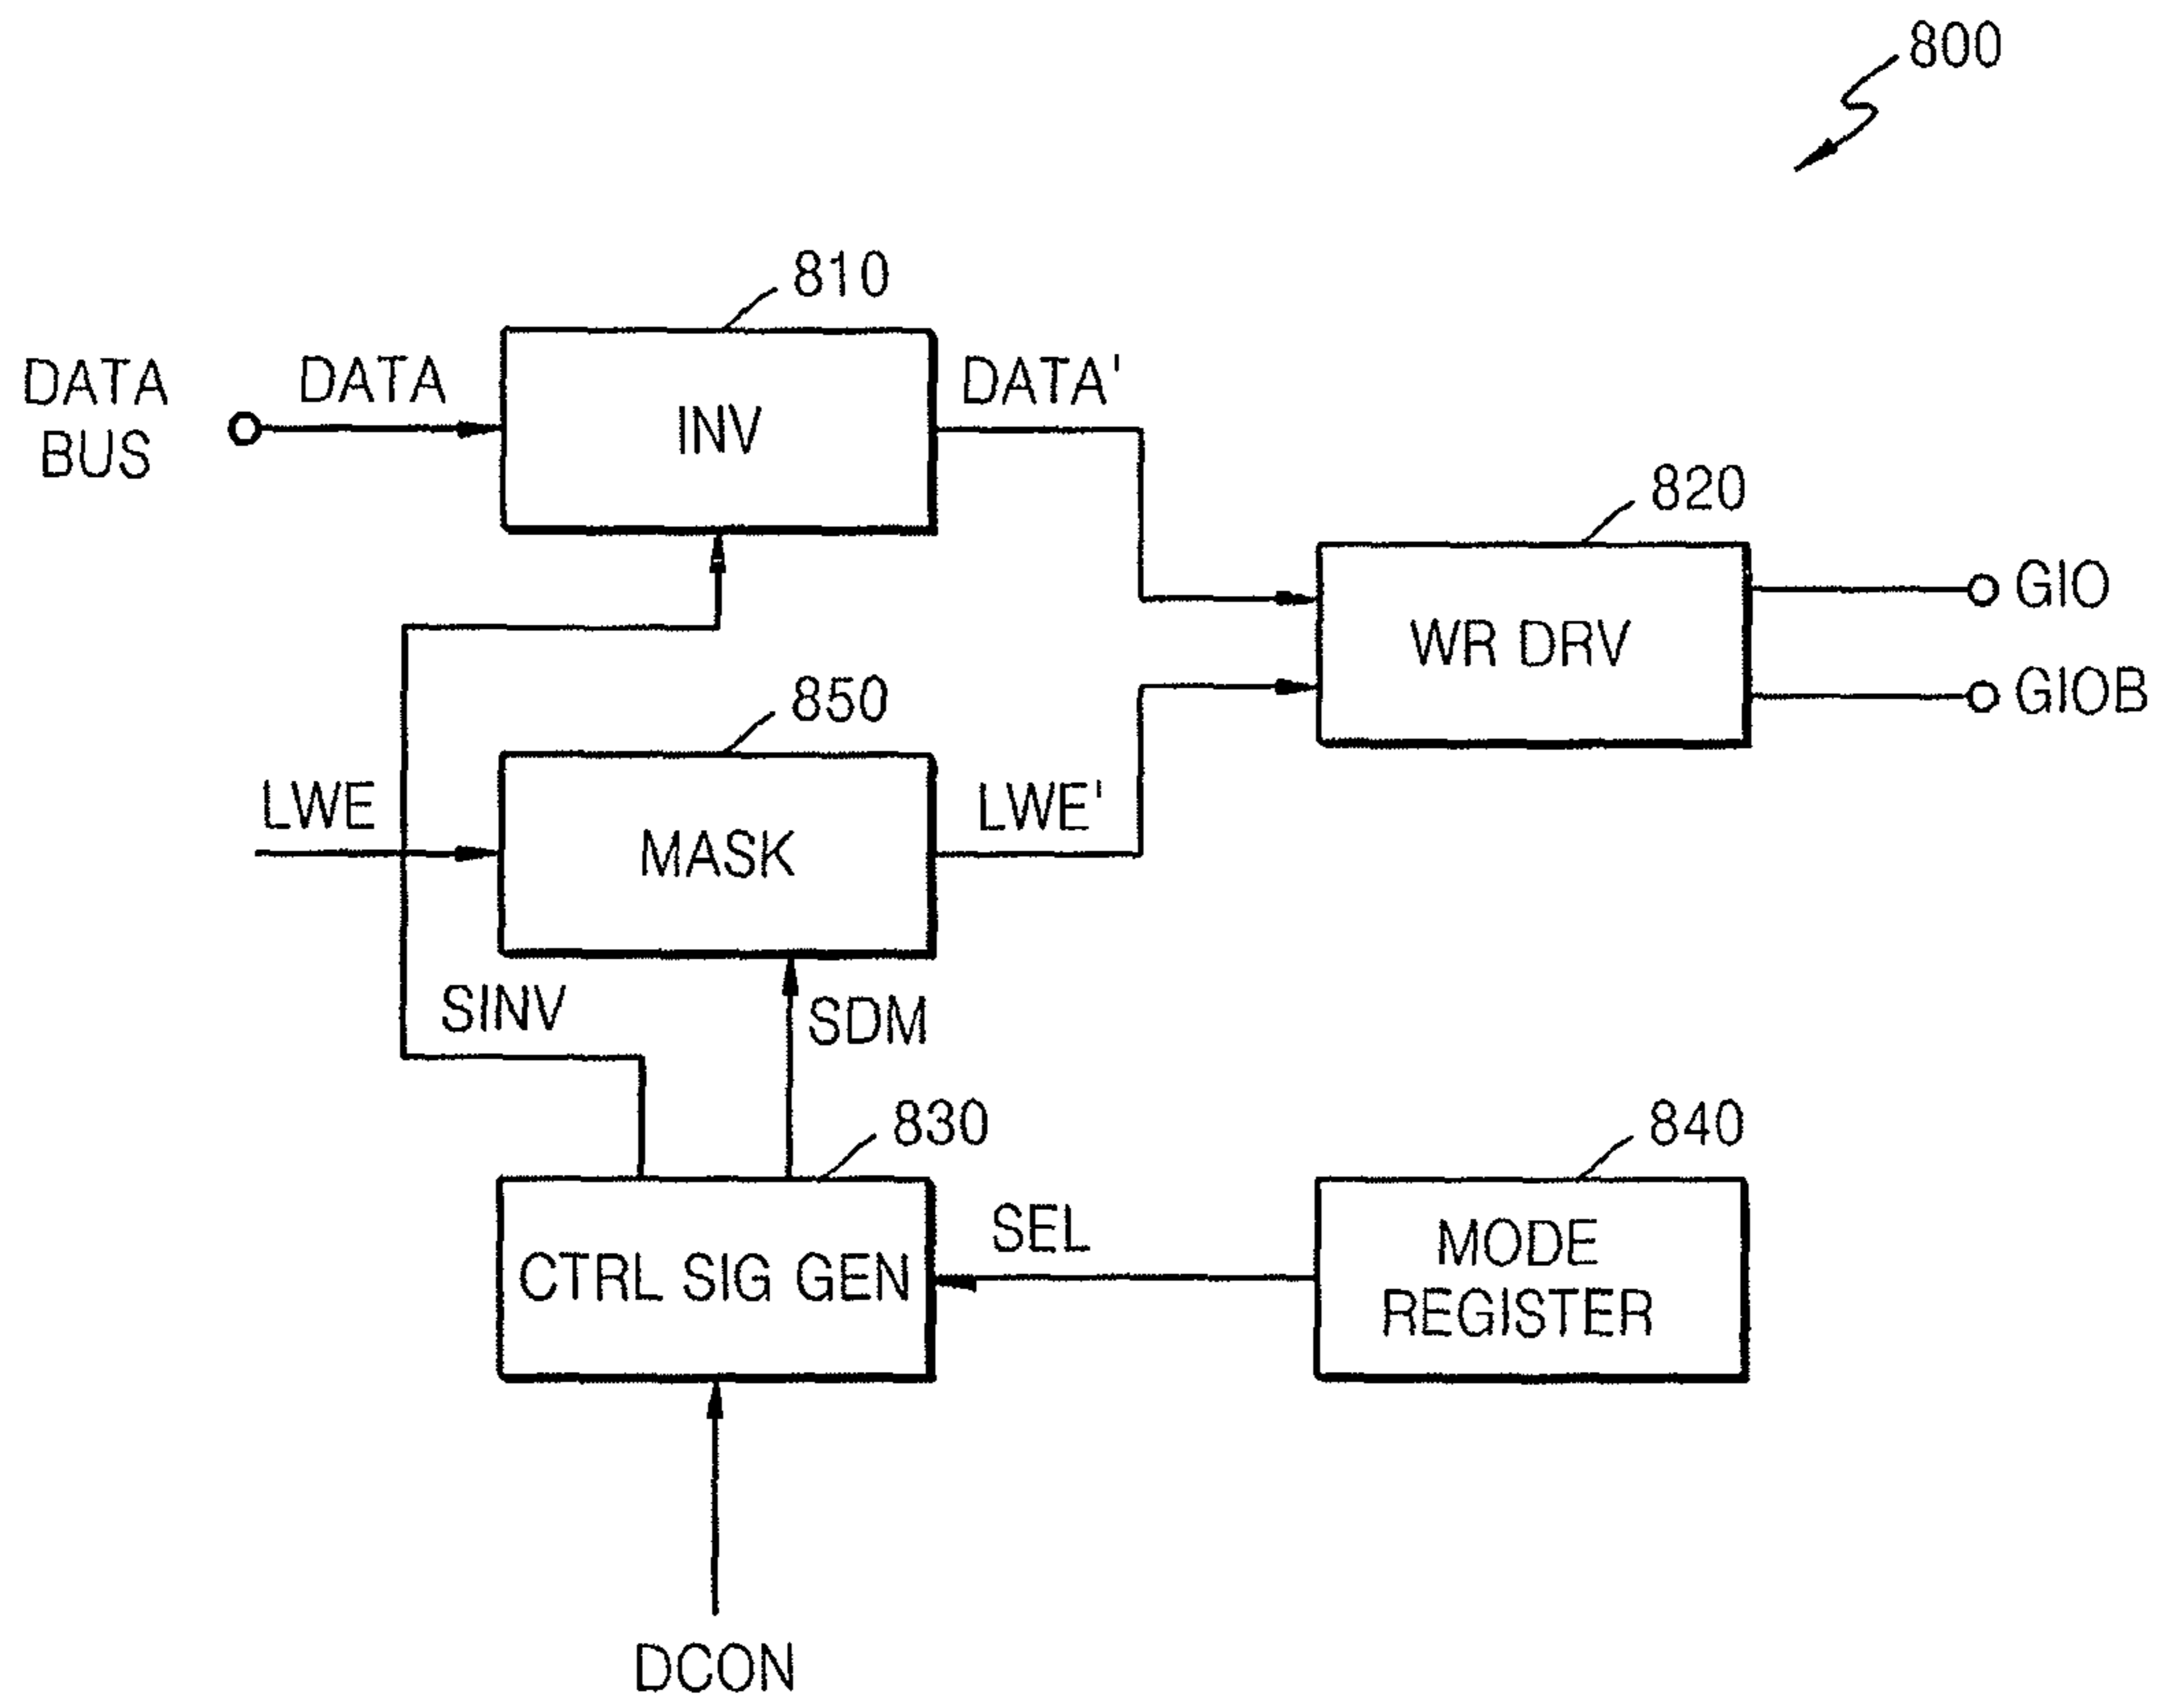 800
810
DATA
BUS
DATA
INV
DATA'
820
WR DRV
GIO
GIOB
850
LWE
MASK
LWE'
SINV
SDM
830
CTRL SIG GEN
SEL
840
MODE
REGISTER
DCON